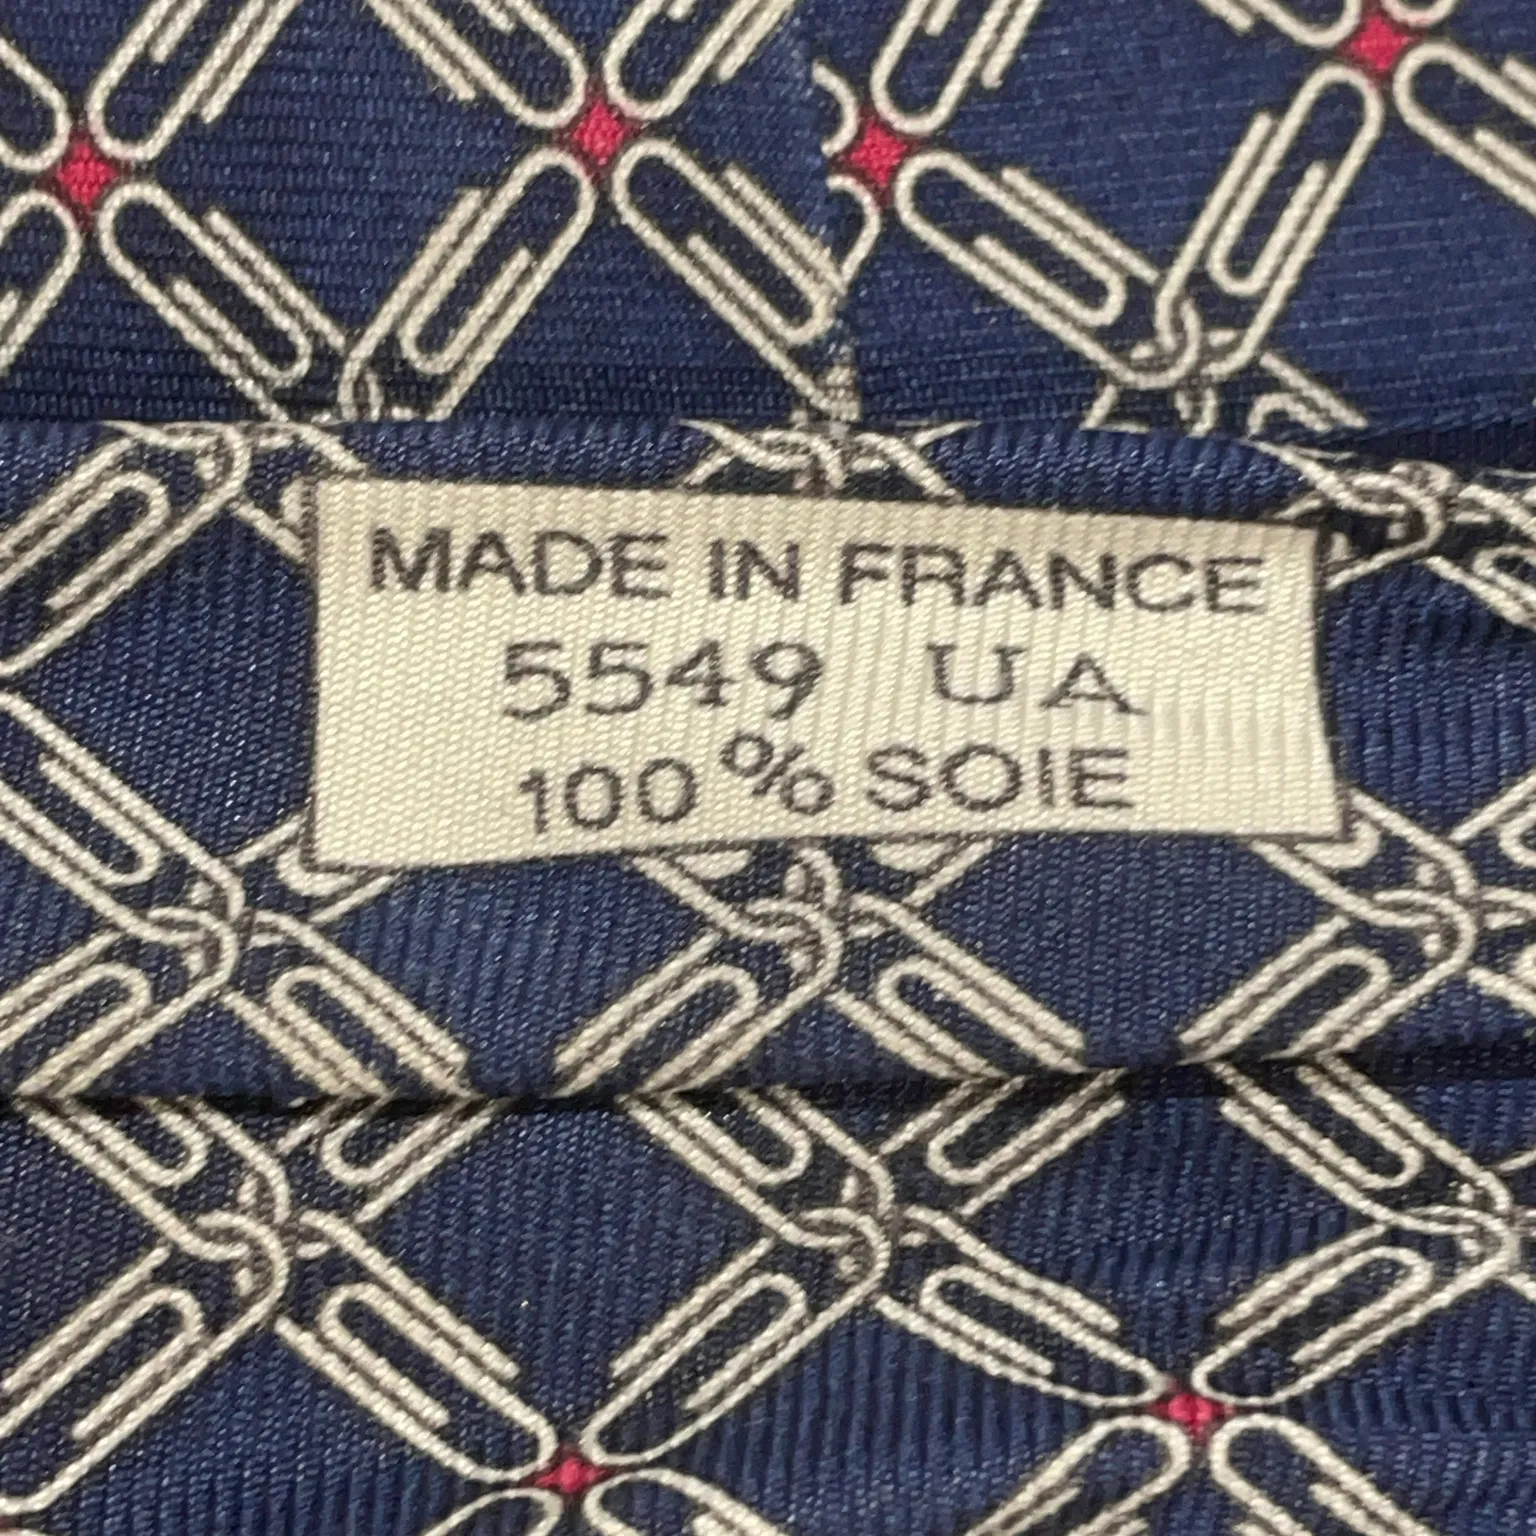 MADE IN FRANCE
5549 UA
100% SOIE